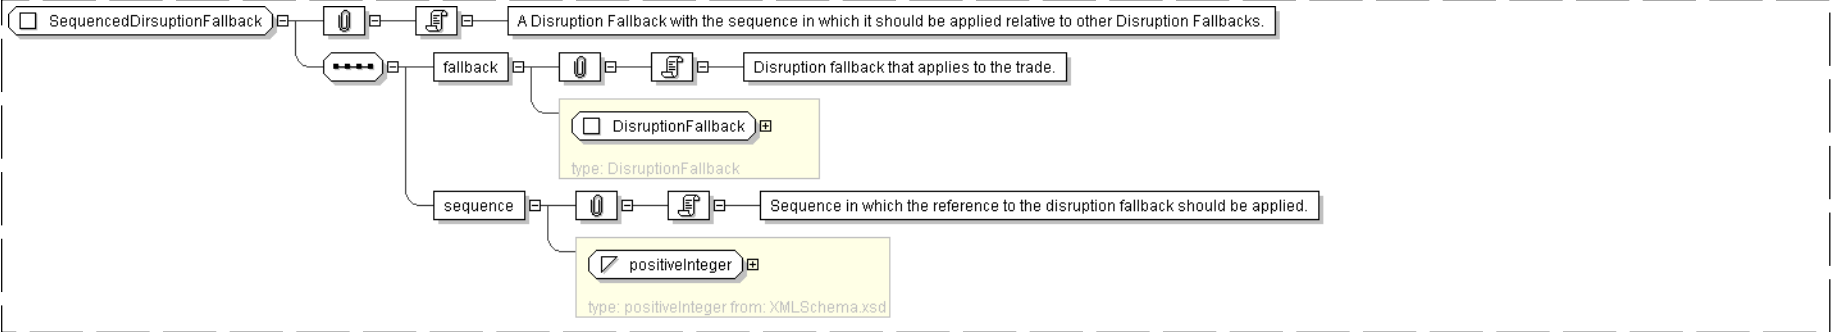 SequencedDirsuptionFallback
A Disruption Fallback with the sequence in which it should be applied relative to other Disruption Fallbacks.
fallback
Disruption fallback that applies to the trade.
DisruptionFallback
type: DisruptionFallback
sequence
Sequence in which the reference to the disruption fallback should be applied.
positiveInteger
type: positiveInteger from: XMLSchema.xsd